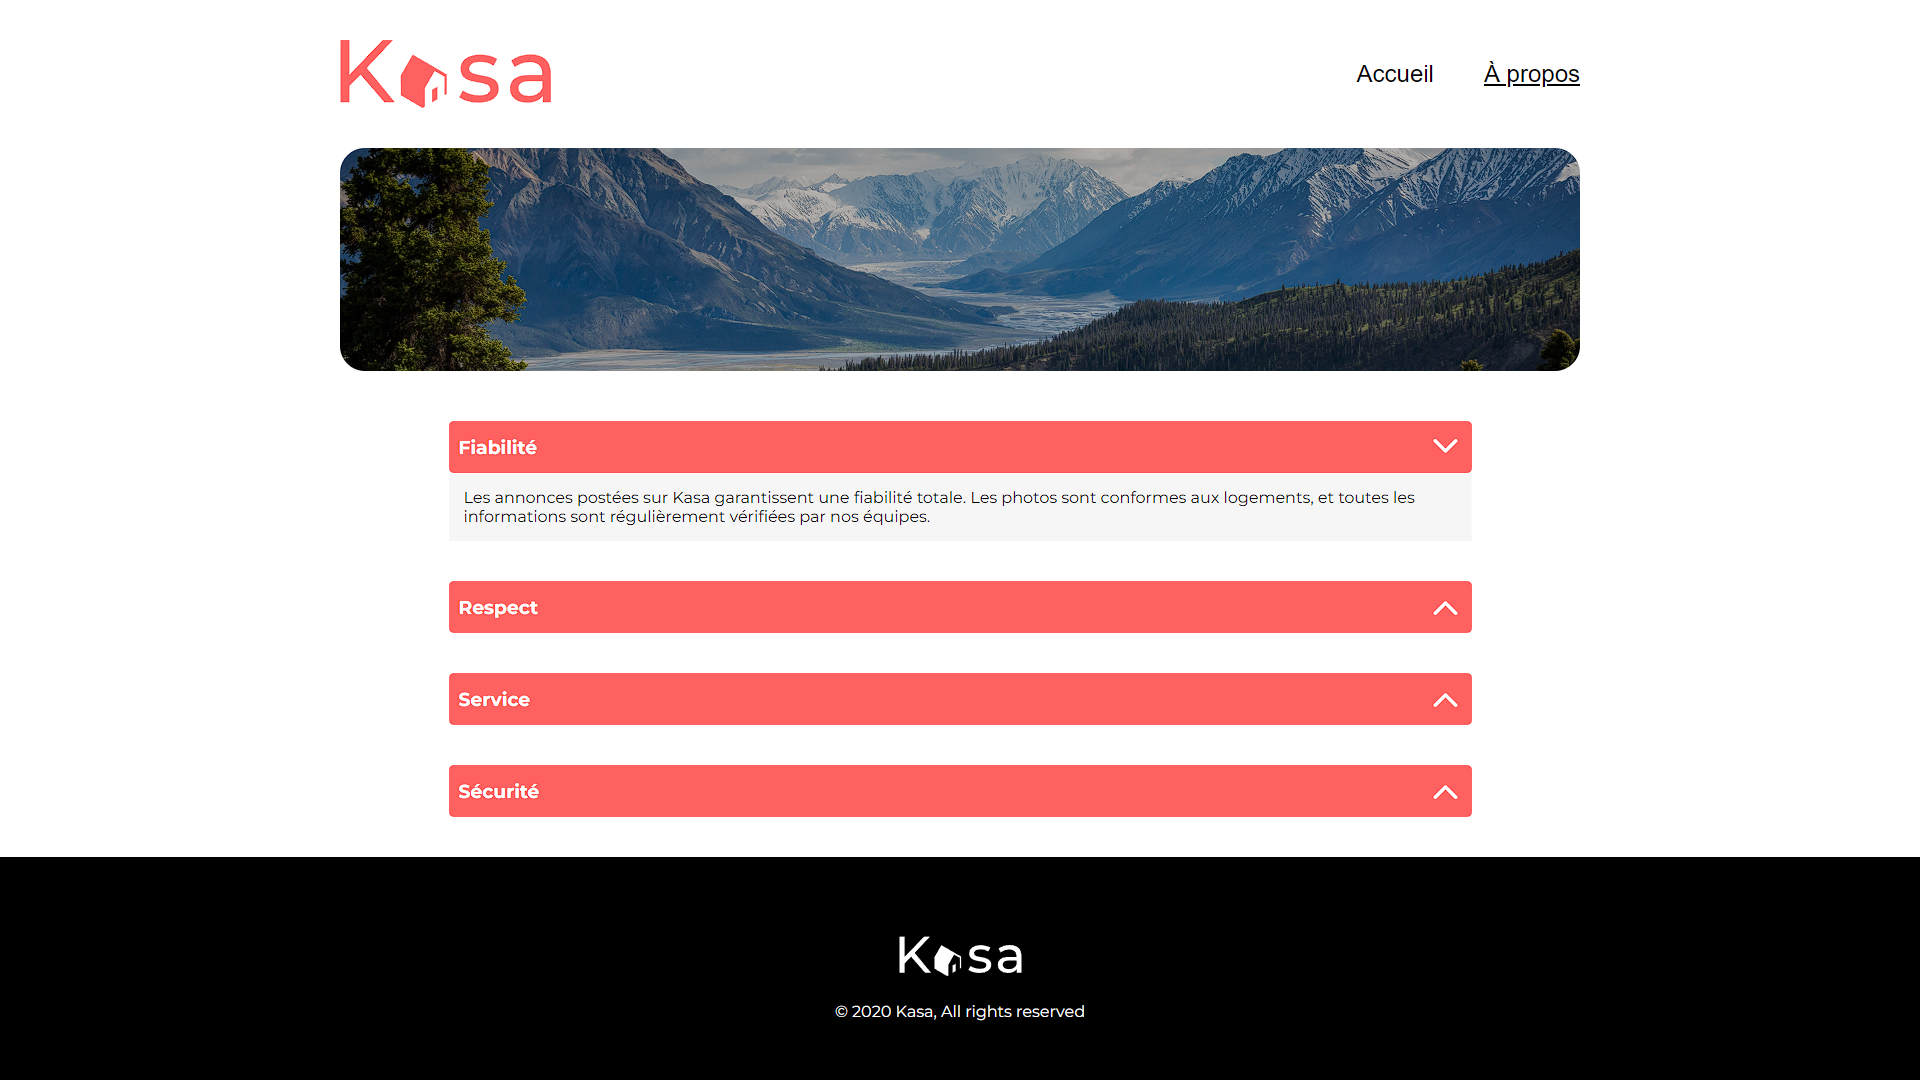 Kasa
Accueil
À propos
Fiabilité
Les annonces postées sur Kasa garantissent une fiabilité totale. Les photos sont conformes aux logements, et toutes les
informations sont régulièrement vérifiées par nos équipes.
Respect
Service
Sécurité
Kasa
© 2020 Kasa, All rights reserved